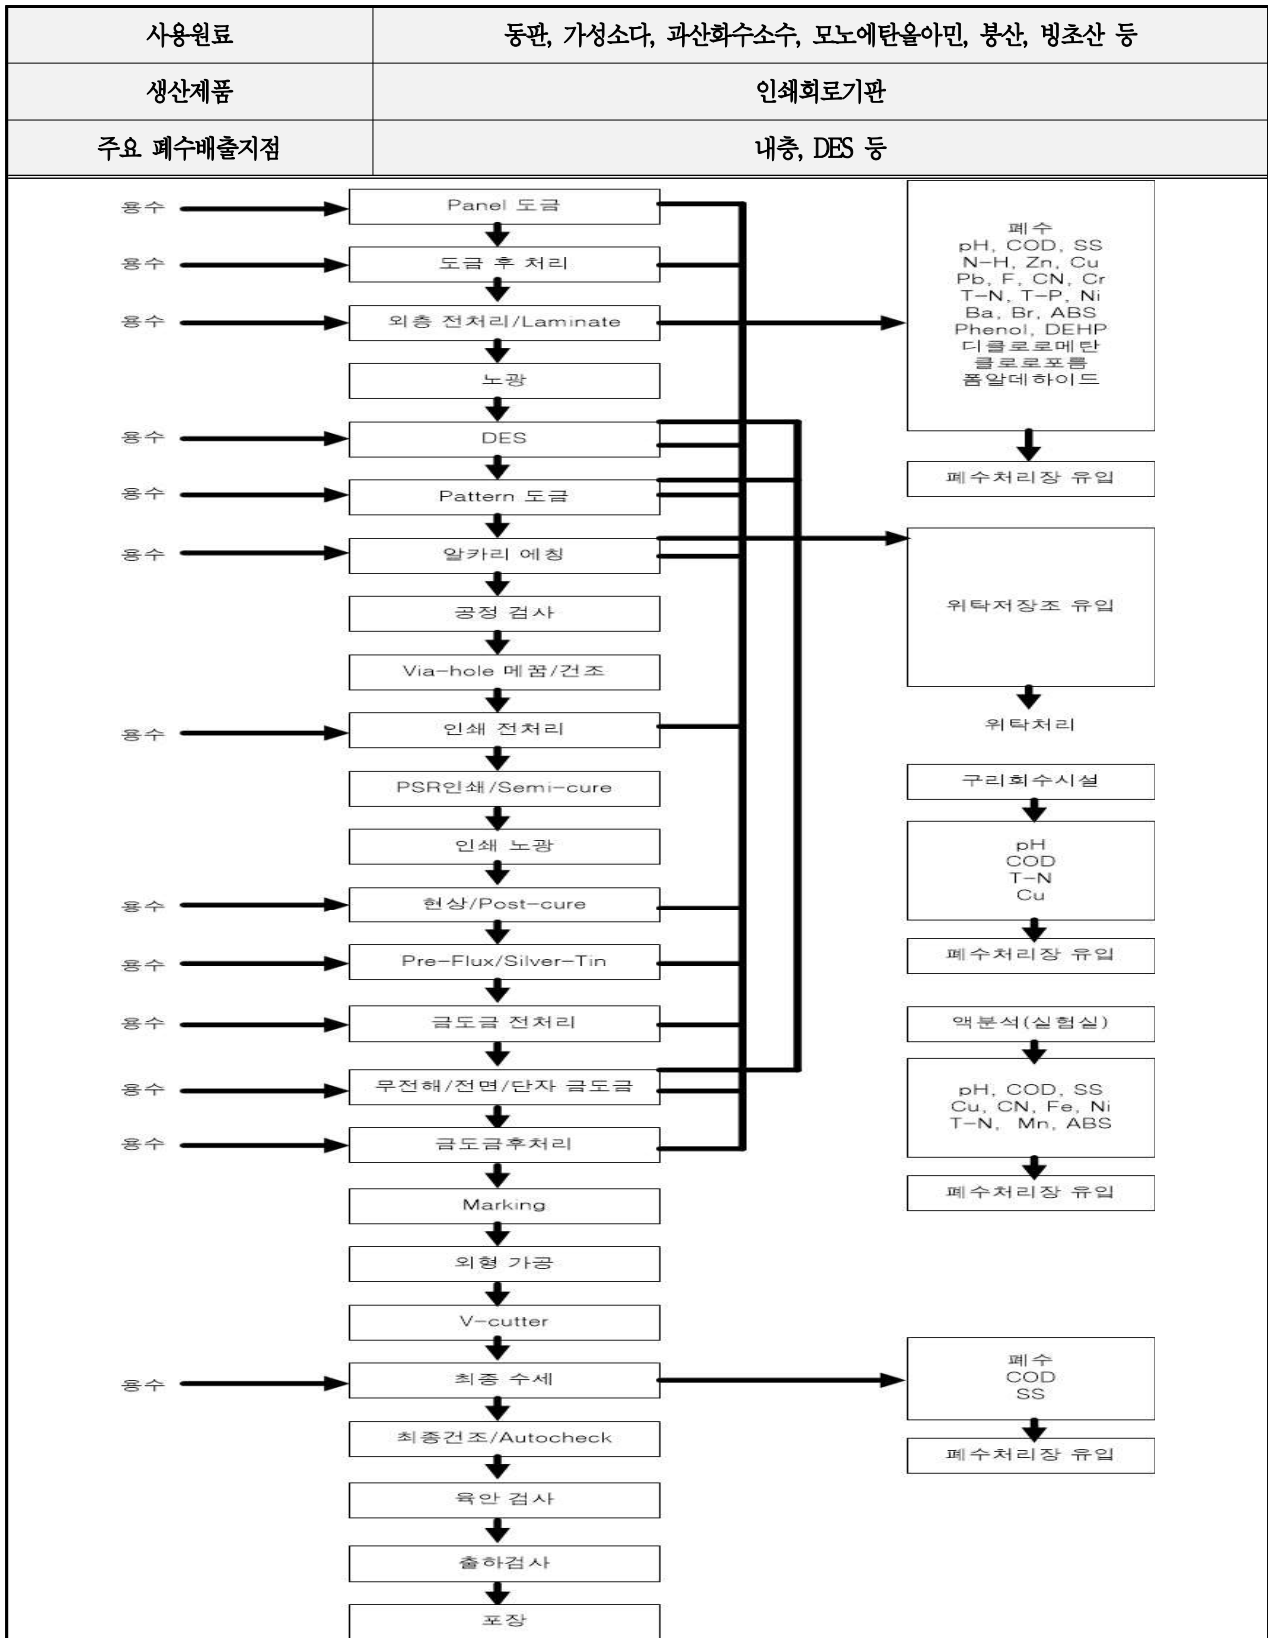 사용원료 동판, 가성소다, 과산화수소수, 모노에탄올아민, 붕산, 빙초산 등
생산제품 인쇄회로기판
주요 폐수배출지점 내층, DES 등
용수 Panel 도금
용수 도금 후 처리
용수 외층 전처리/Laminate
노광
용수 DES
용수 Pattern 도금
용수 알카리 에칭
공정 검사
Via-hole 메꿈/건조
용수 인쇄 전처리
PSR인쇄/Semi-cure
인쇄 노광
용수 현상/Post-cure
용수 Pre-Flux/Silver-Tin
용수 금도금 전처리
용수 무전해/전면/단자 금도금
용수 금도금후처리
Marking
외형 가공
V-cutter
용수 최종 수세
최종건조/Autocheck
육안 검사
출하검사
포장
폐수
pH, COD, SS
N-H, Zn, Cu
Pb, F, CN, Cr
T-N, T-P, Ni
Ba, Br, ABS
Phenol, DEHP
디클로로메탄
클로로포름
폼알데하이드
폐수처리장 유입
위탁저장조 유입
위탁처리
구리회수시설
pH
COD
T-N
Cu
폐수처리장 유입
액분석(실험실)
pH, COD, SS
Cu, CN, Fe, Ni
T-N, Mn, ABS
폐수처리장 유입
폐수
COD
SS
폐수처리장 유입